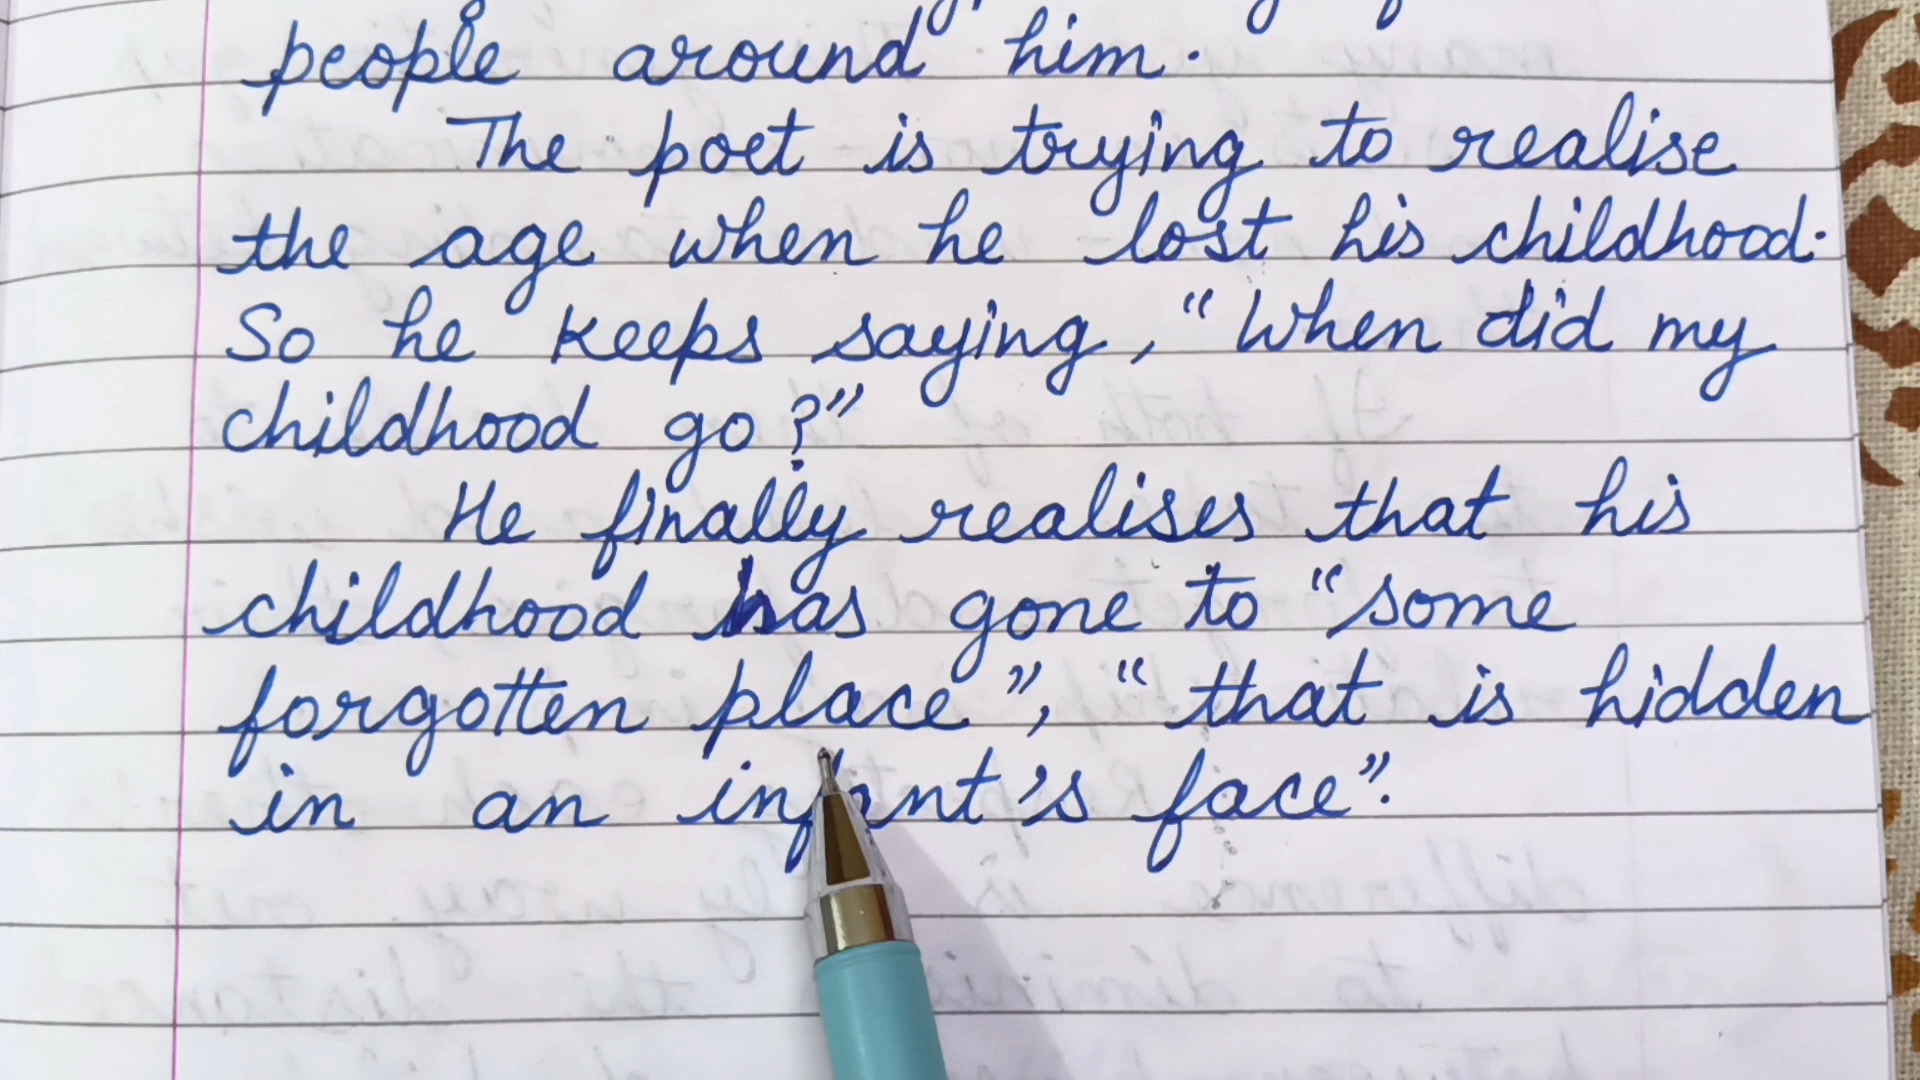 people around him.
The poet is trying to realise
the age when he lost his childhood.
So he keeps saying, "When did my
childhood go?"
He finally realises that his
childhood has gone to "some
forgotten place", "that is hidden
in an infant's face".